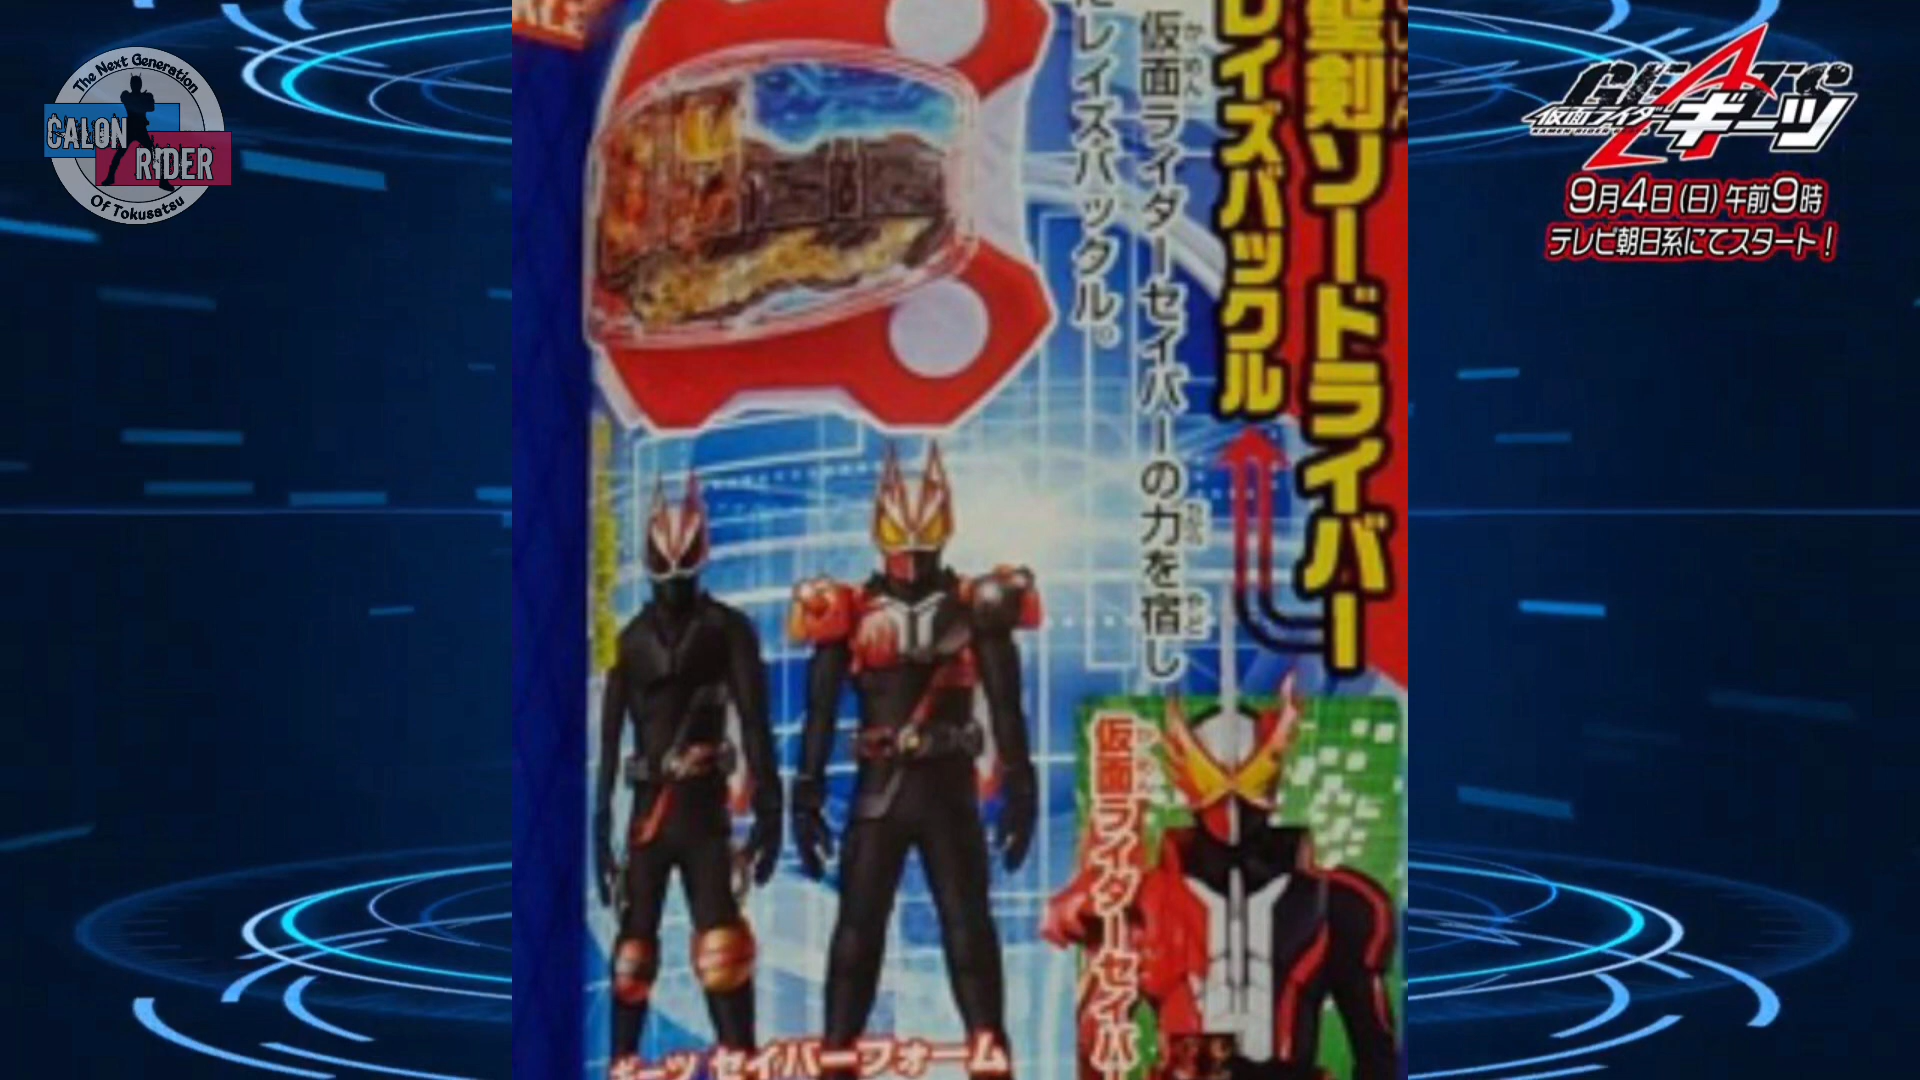 The Next Generation
CALON
RIDER
Of Tokusatsu
GEATS
仮面ライダー
ギーツ
KAMEN RIDER GEATS
9月4日(日)午前9時
テレビ朝日系にてスタート!
聖剣ソードライバー
レイズバックル
仮面ライダーセイバーの力を宿し
たレイズバックル。
仮面ライダーセイバー
ギーツ セイバーフォーム